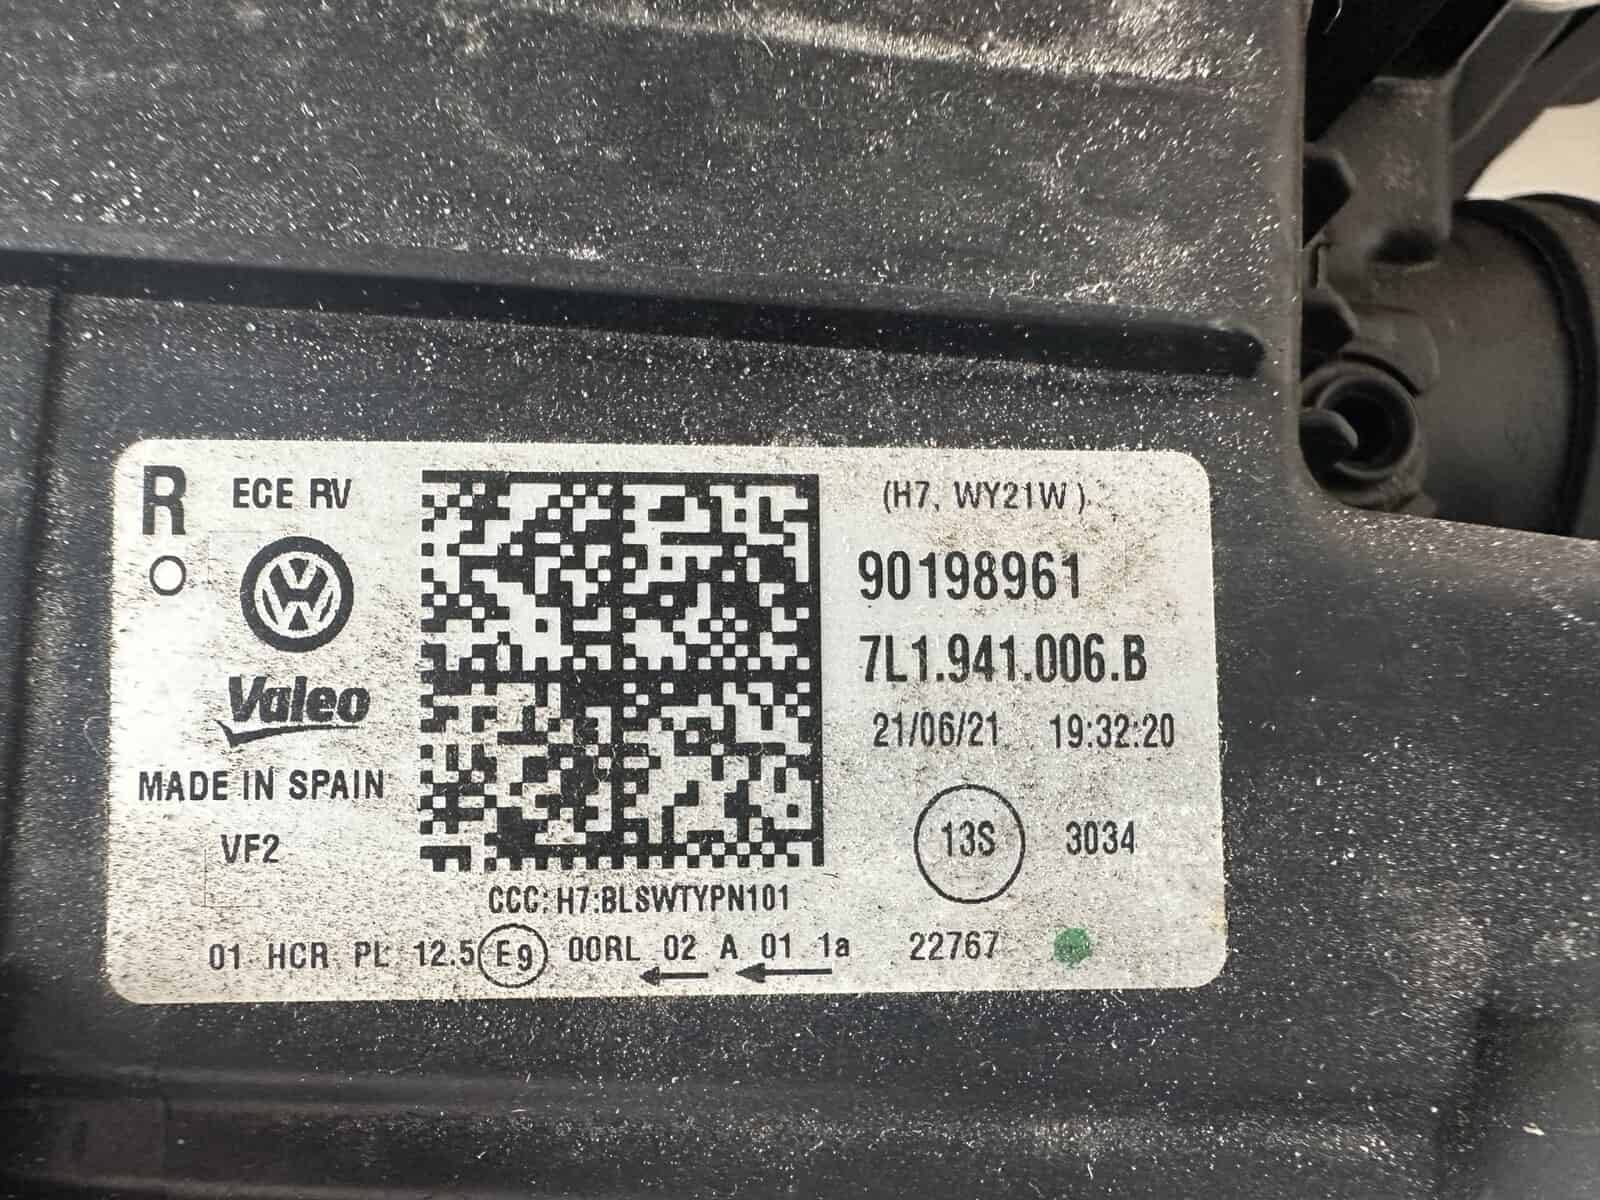 R ECE RV
VW
Valeo
MADE IN SPAIN
VF2
CCC: H7:BLSWTYPN101
(H7, WY21W)
90198961
7L1.941.006.B
21/06/21 19:32:20
13S 3034
01 HCR PL 12.5 E9 00RL 02 A 01 1a 22767